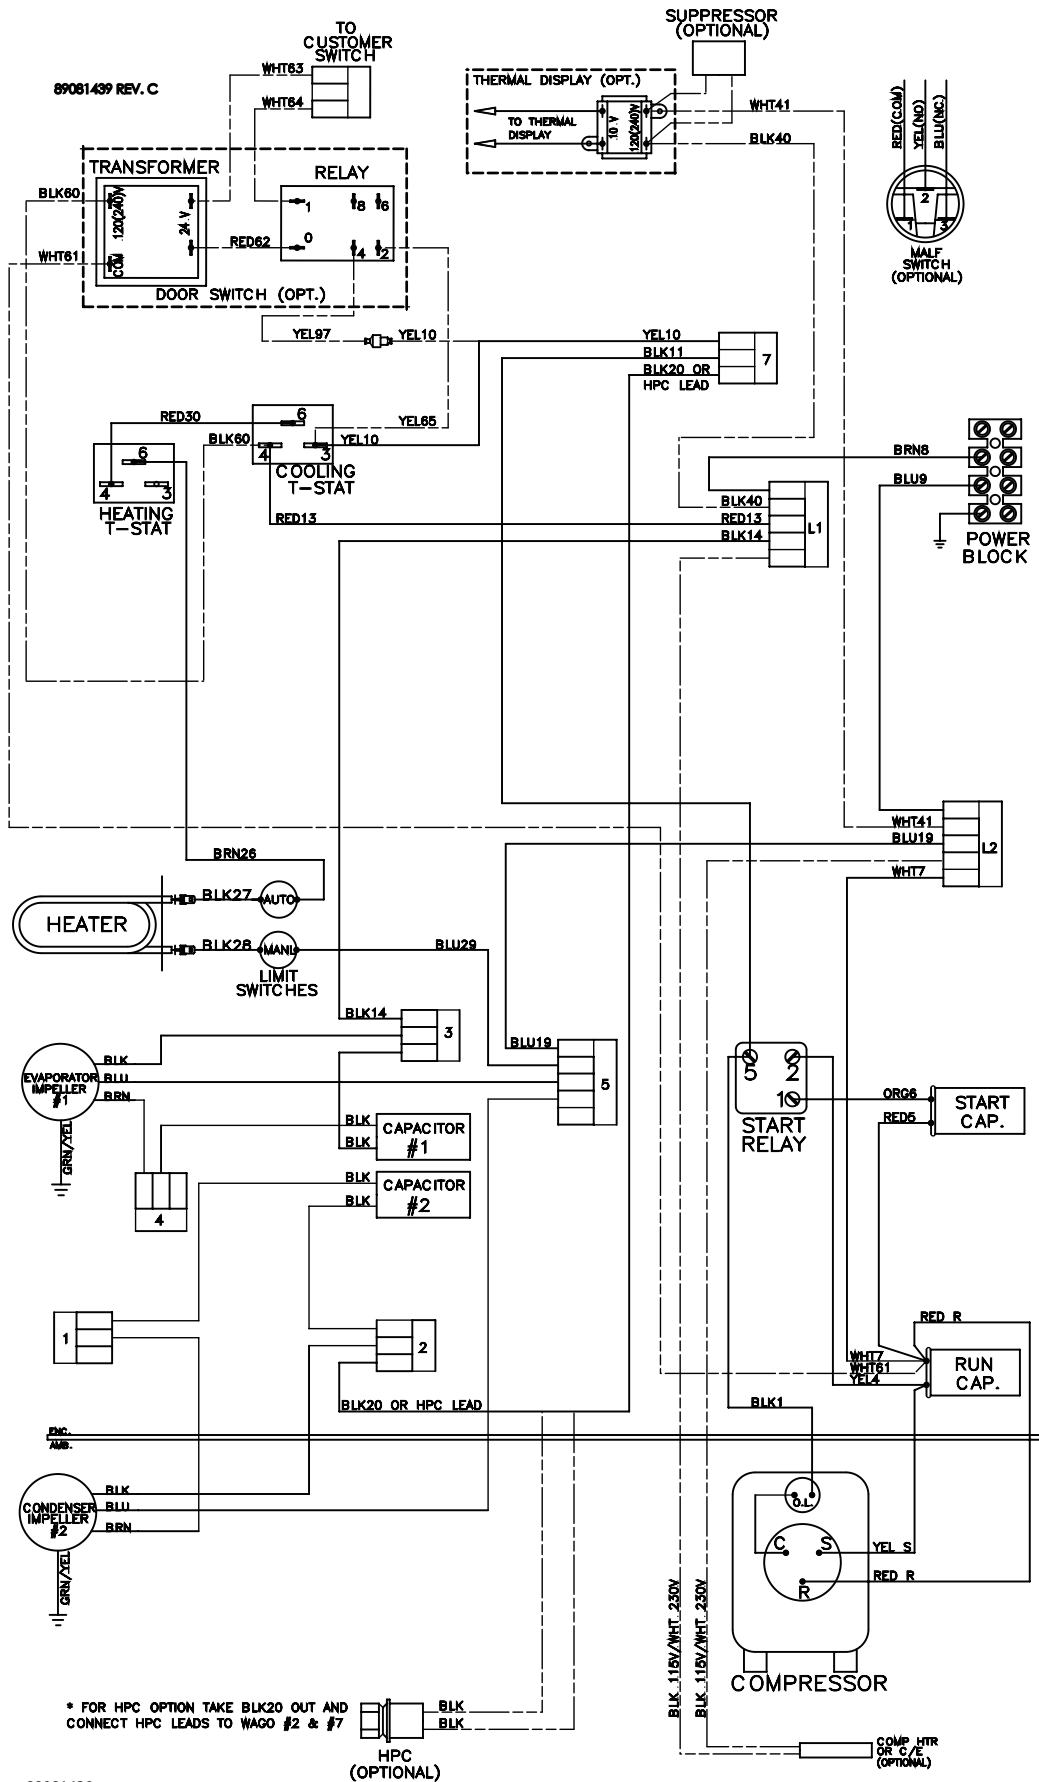 TO
CUSTOMER
SWITCH
SUPPRESSOR
(OPTIONAL)
89081439 REV. C
WHT63
WHT64
THERMAL DISPLAY (OPT.)
TO THERMAL
DISPLAY
10 V
120(240)V
WHT41
BLK40
RED(COM)
YEL(NO)
BLU(NC)
1
2
3
MALF
SWITCH
(OPTIONAL)
TRANSFORMER
RELAY
BLK60
WHT61
120(240)V
COM
24 V
RED62
1
0
8
6
4
2
DOOR SWITCH (OPT.)
YEL97
YEL10
YEL10
BLK11
BLK20 OR
HPC LEAD
7
RED30
BLK60
6
4
3
YEL65
YEL10
COOLING
T-STAT
6
4
3
HEATING
T-STAT
RED13
BLK40
RED13
BLK14
L1
BRN8
BLU9
POWER
BLOCK
WHT41
BLU19
WHT7
L2
BRN26
HEATER
BLK27
AUTO
BLK28
MANL
BLU29
LIMIT
SWITCHES
BLK14
3
BLU19
5
BLK
BLU
BRN
EVAPORATOR
IMPELLER
#1
GRN/YEL
4
BLK
BLK
CAPACITOR
#1
BLK
BLK
CAPACITOR
#2
5
2
1
START
RELAY
ORG6
RED5
START
CAP.
1
2
BLK20 OR HPC LEAD
RED R
WHT7
WHT61
YEL4
RUN
CAP.
BLK1
ENC.
AMB.
BLK
BLU
BRN
CONDENSER
IMPELLER
#2
GRN/YEL
O.L.
C
S
R
YEL S
RED R
COMPRESSOR
BLK 115V/WHT 230V
BLK 115V/WHT 230V
* FOR HPC OPTION TAKE BLK20 OUT AND
CONNECT HPC LEADS TO WAGO #2 & #7
BLK
BLK
HPC
(OPTIONAL)
COMP HTR
OR C/E
(OPTIONAL)